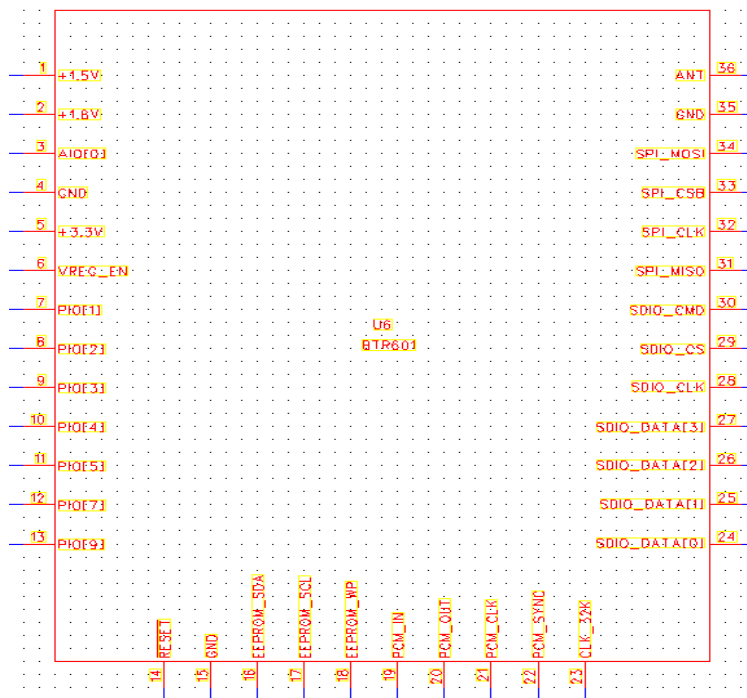 1 +1.5V
2 +1.8V
3 AIO[0]
4 GND
5 +3.3V
6 VREG_EN
7 PIO[1]
8 PIO[2]
9 PIO[3]
10 PIO[4]
11 PIO[5]
12 PIO[7]
13 PIO[9]
U6
BTR601
ANT 36
GND 35
SPI_MOSI 34
SPI_CSB 33
SPI_CLK 32
SPI_MISO 31
SDIO_CMD 30
SDIO_CS 29
SDIO_CLK 28
SDIO_DATA[3] 27
SDIO_DATA[2] 26
SDIO_DATA[1] 25
SDIO_DATA[0] 24
14 RESET
15 GND
16 EEPROM_SDA
17 EEPROM_SCL
18 EEPROM_WP
19 PCM_IN
20 PCM_OUT
21 PCM_CLK
22 PCM_SYNC
23 CLK_32K